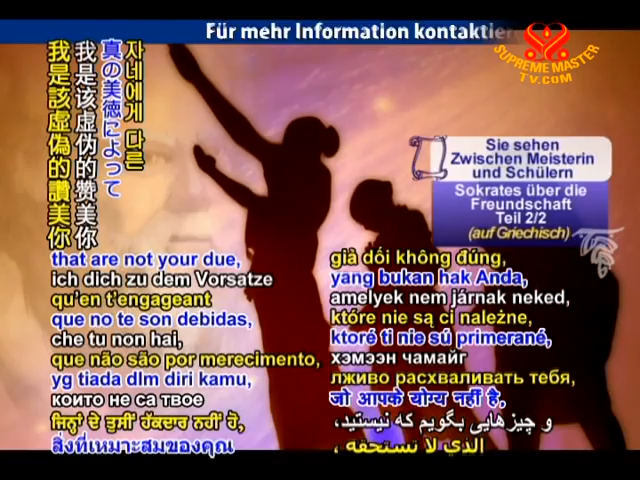 Für mehr Information kontaktier
SUPREME MASTER
TV.COM
자네에게 다른
真の美徳によって
我是该虚伪的赞美你
我是該虛偽的讚美你
Sie sehen
Zwischen Meisterin
und Schülern
Sokrates über die
Freundschaft
Teil 2/2
(auf Griechisch)
that are not your due,
ich dich zu dem Vorsatze
qu'en t'engageant
que no te son debidas,
che tu non hai,
que não são por merecimento,
yg tiada dlm diri kamu,
които не са твое
ਜਿਨ੍ਹਾਂ ਦੇ ਤੁਸੀਂ ਹੱਕਦਾਰ ਨਹੀਂ ਹੋ,
สิ่งที่เหมาะสมของคุณ
giả dối không đúng,
yang bukan hak Anda,
amelyek nem járnak neked,
które nie są ci należne,
ktoré ti nie sú primerané,
хэмээн чамайг
лживо расхваливать тебя,
जो आपके योग्य नहीं है,
و چیزهایی بگویم که نیستید،
الذي لا تستحقه ،